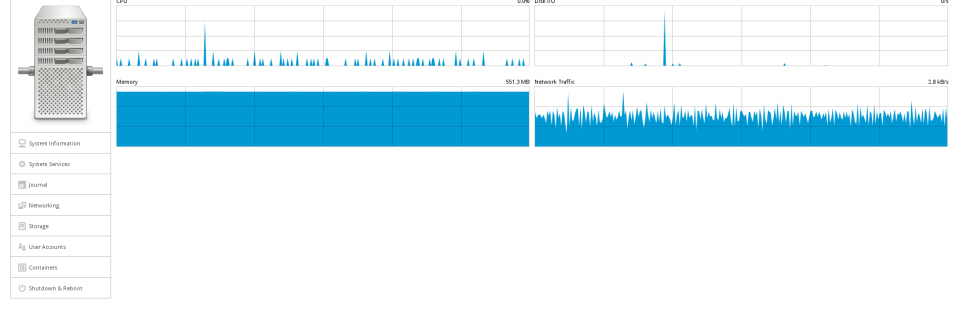 CPU 0.0% Disk I/O 0/s
Memory 551.3 MB Network Traffic 2.8 kB/s
System Information
System Services
Journal
Networking
Storage
User Accounts
Containers
Shutdown & Reboot